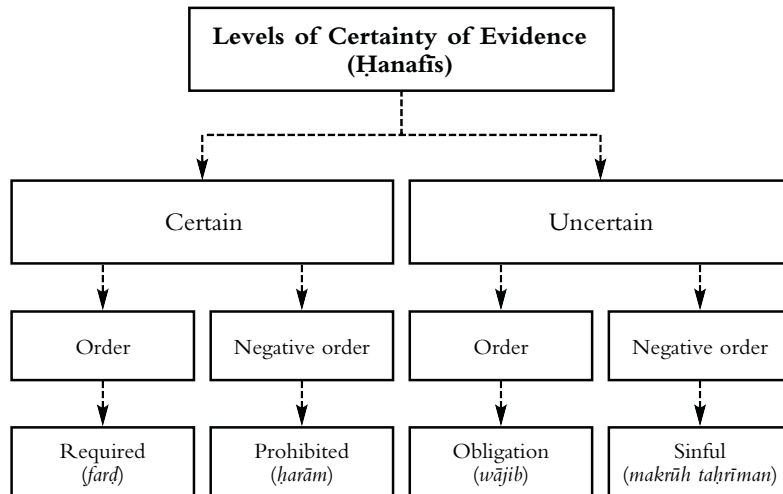 Levels of Certainty of Evidence
(Ḥanafīs)
Certain
Uncertain
Order
Negative order
Order
Negative order
Required
(farḍ)
Prohibited
(ḥarām)
Obligation
(wājib)
Sinful
(makrūh taḥrīman)